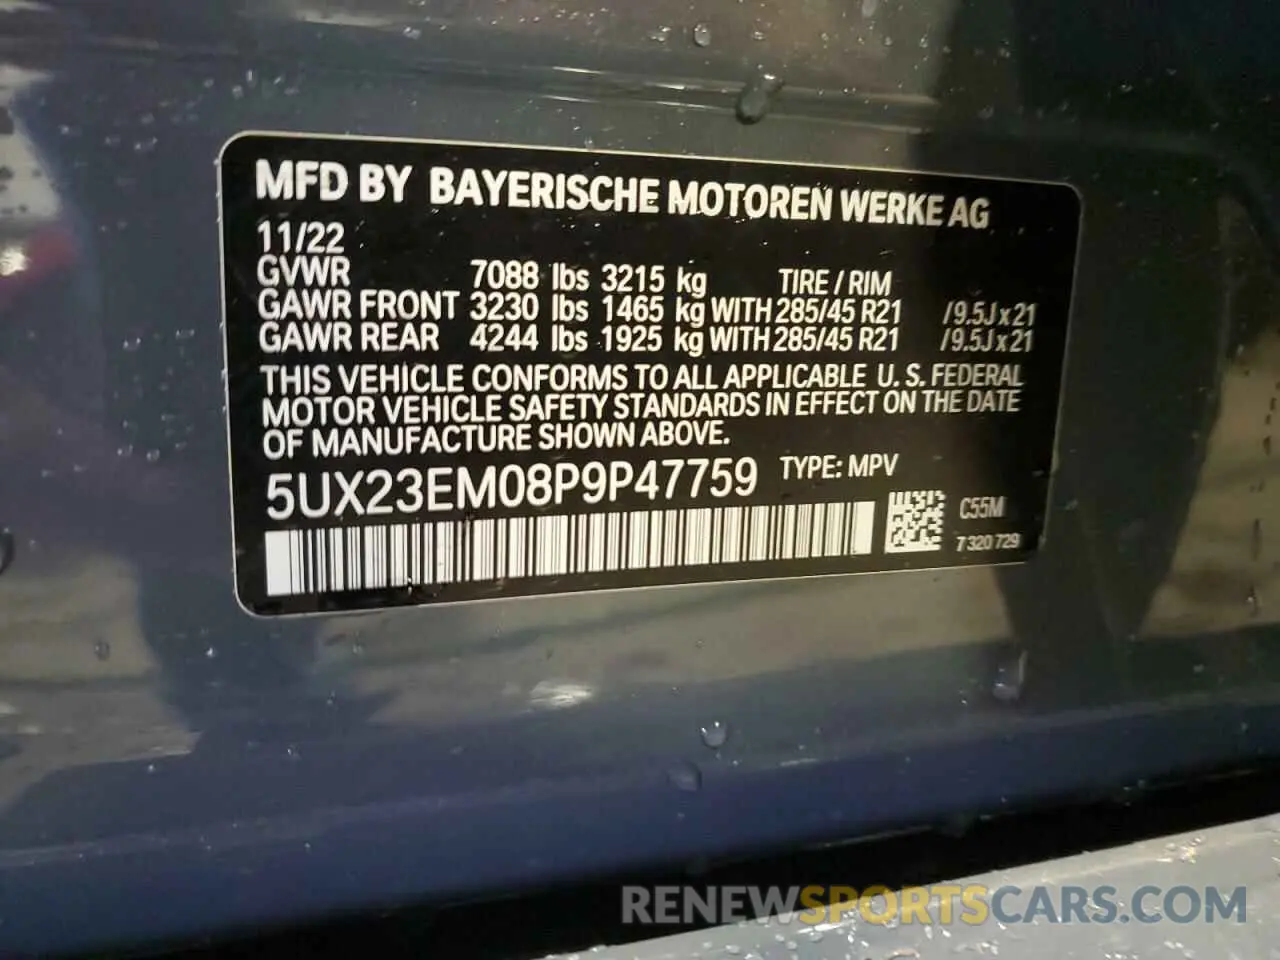 MFD BY BAYERISCHE MOTOREN WERKE AG
11/22
GVWR 7088 lbs 3215 kg TIRE / RIM
GAWR FRONT 3230 lbs 1465 kg WITH 285/45 R21 /9.5J x 21
GAWR REAR 4244 lbs 1925 kg WITH 285/45 R21 /9.5J x 21
THIS VEHICLE CONFORMS TO ALL APPLICABLE U. S. FEDERAL
MOTOR VEHICLE SAFETY STANDARDS IN EFFECT ON THE DATE
OF MANUFACTURE SHOWN ABOVE.
5UX23EM08P9P47759 TYPE: MPV
C55M
7 320 729
RENEWSPORTSCARS.COM